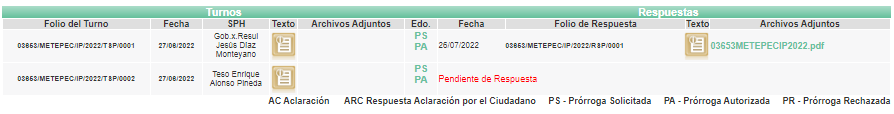 Turnos Respuestas
Folio del Turno Fecha SPH Texto Archivos Adjuntos Edo. Fecha Folio de Respuesta Texto Archivos Adjuntos
03653/METEPEC/IP/2022/TSP/0001 27/06/2022 Gob.x.Resul Jesús Díaz Monteyano PS PA 26/07/2022 03653/METEPEC/IP/2022/RSP/0001 03653METEPECIP2022.pdf
03653/METEPEC/IP/2022/TSP/0002 27/06/2022 Teso Enrique Alonso Pineda PS PA Pendiente de Respuesta
AC Aclaración ARC Respuesta Aclaración por el Ciudadano PS - Prórroga Solicitada PA - Prórroga Autorizada PR - Prórroga Rechazada